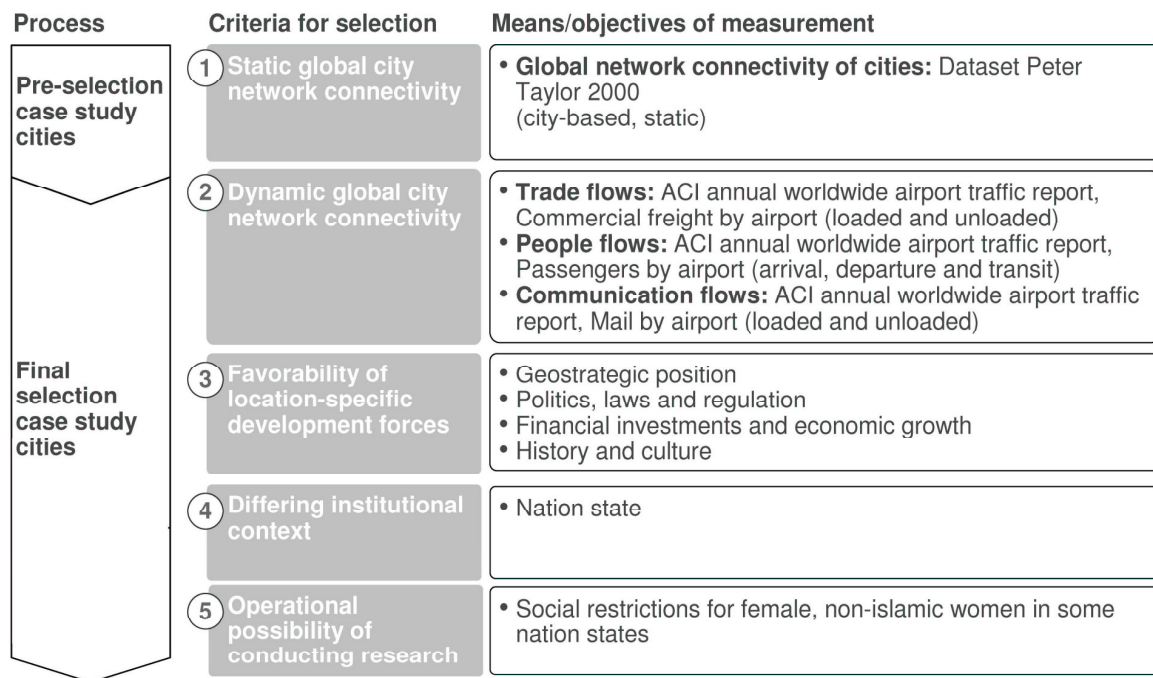 Process
Criteria for selection
Means/objectives of measurement
Pre-selection
case study
cities
1
Static global city
network connectivity
• Global network connectivity of cities: Dataset Peter
Taylor 2000
(city-based, static)
Final
selection
case study
cities
2
Dynamic global city
network connectivity
• Trade flows: ACI annual worldwide airport traffic report,
Commercial freight by airport (loaded and unloaded)
• People flows: ACI annual worldwide airport traffic report,
Passengers by airport (arrival, departure and transit)
• Communication flows: ACI annual worldwide airport traffic
report, Mail by airport (loaded and unloaded)
3
Favorability of
location-specific
development forces
• Geostrategic position
• Politics, laws and regulation
• Financial investments and economic growth
• History and culture
4
Differing institutional
context
• Nation state
5
Operational
possibility of
conducting research
• Social restrictions for female, non-islamic women in some
nation states